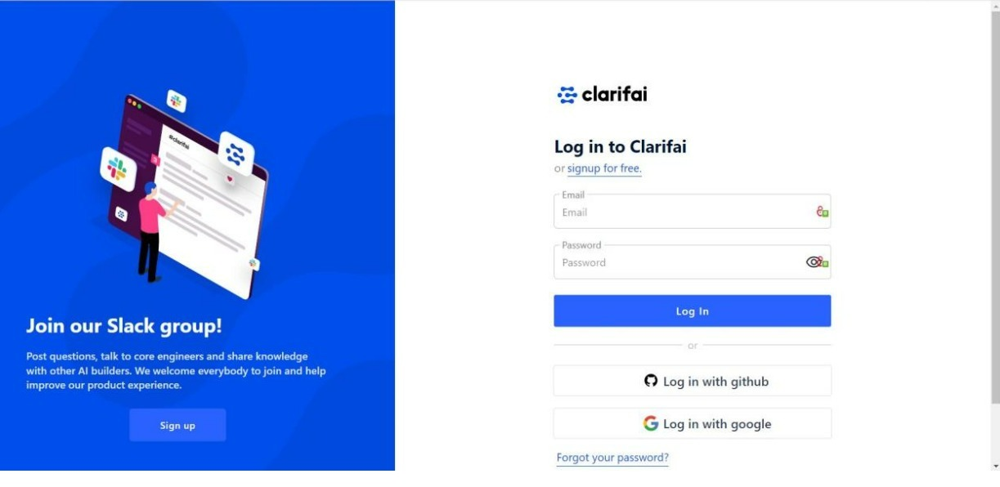 #clarifai
Join our Slack group!
Post questions, talk to core engineers and share knowledge
with other AI builders. We welcome everybody to join and help
improve our product experience.
Sign up
clarifai
Log in to Clarifai
or signup for free.
Email
Email
Password
Password
Log In
or
Log in with github
Log in with google
Forgot your password?